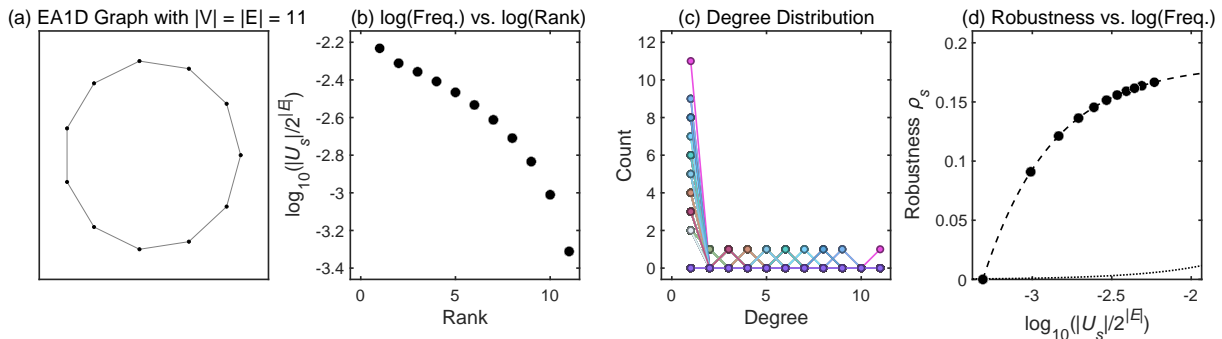 (a) EA1D Graph with |V| = |E| = 11
(b) log(Freq.) vs. log(Rank)
-2.2
-2.4
-2.6
-2.8
-3
-3.2
-3.4
0
5
10
Rank
log₁₀(|U_s|/2^|E|)
(c) Degree Distribution
12
10
8
6
4
2
0
0
5
10
Degree
Count
(d) Robustness vs. log(Freq.)
0.2
0.15
0.1
0.05
0
-3
-2.5
-2
log₁₀(|U_s|/2^|E|)
Robustness ρ_s